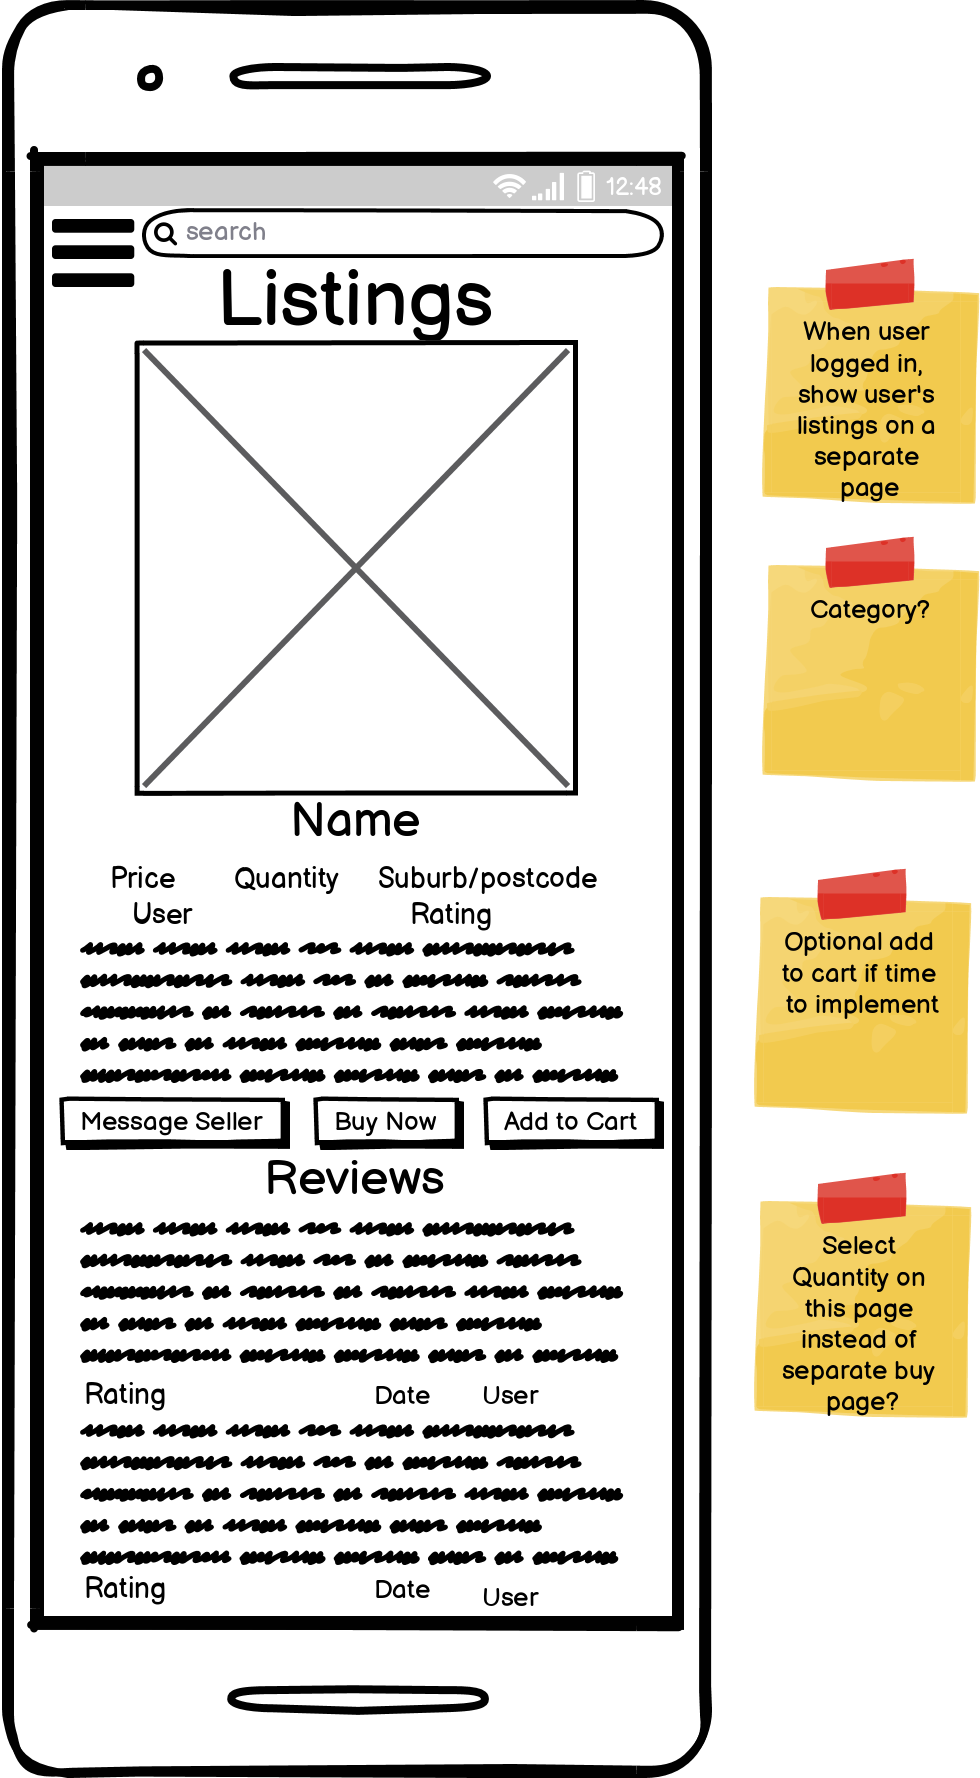 12:48
search
Listings
Name
Price Quantity Suburb/postcode
User Rating
Message Seller Buy Now Add to Cart
Reviews
Rating Date User
Rating Date User
When user
logged in,
show user's
listings on a
separate
page
Category?
Optional add
to cart if time
to implement
Select
Quantity on
this page
instead of
separate buy
page?